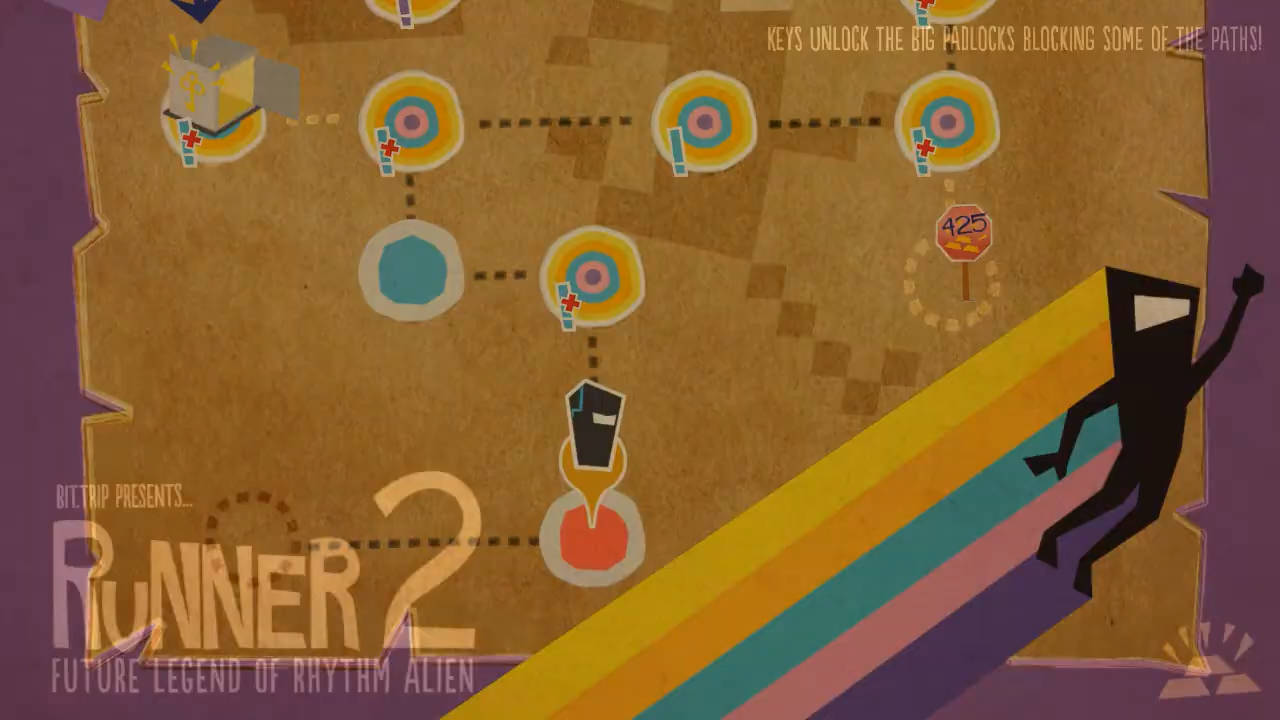 KEYS UNLOCK THE BIG PADLOCKS BLOCKING SOME OF THE PATHS!
425
BIT.TRIP PRESENTS...
RUNNER 2
FUTURE LEGEND OF RHYTHM ALIEN